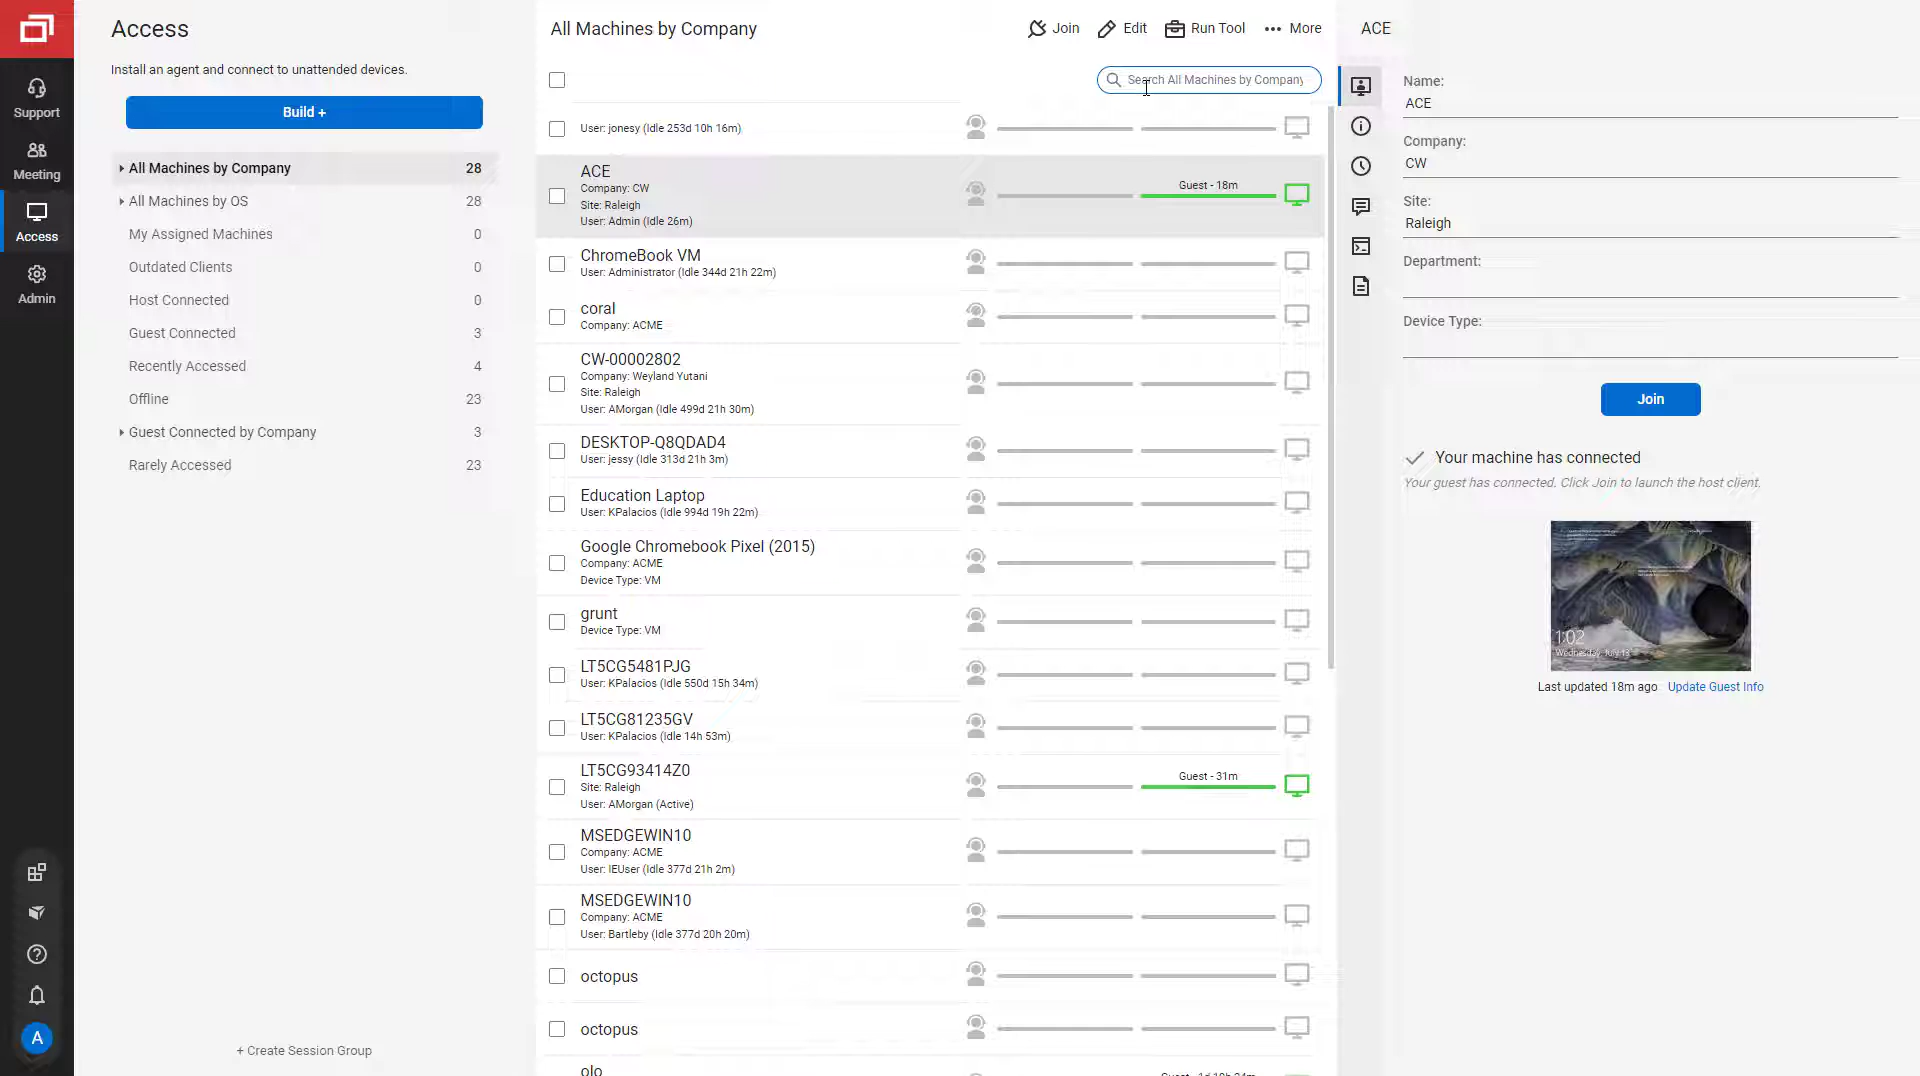 Access
Install an agent and connect to unattended devices.
Build +
All Machines by Company 28
All Machines by OS 28
My Assigned Machines 0
Outdated Clients 0
Host Connected 0
Guest Connected 3
Recently Accessed 4
Offline 23
Guest Connected by Company 3
Rarely Accessed 23
+ Create Session Group
Support
Meeting
Access
Admin
A
All Machines by Company
Join
Edit
Run Tool
More
Search All Machines by Company
User: jonesy (Idle 253d 10h 16m)
ACE
Company: CW
Site: Raleigh
User: Admin (Idle 26m)
Guest - 18m
ChromeBook VM
User: Administrator (Idle 344d 21h 22m)
coral
Company: ACME
CW-00002802
Company: Weyland Yutani
Site: Raleigh
User: AMorgan (Idle 499d 21h 30m)
DESKTOP-Q8QDAD4
User: jessy (Idle 313d 21h 3m)
Education Laptop
User: KPalacios (Idle 994d 19h 22m)
Google Chromebook Pixel (2015)
Company: ACME
Device Type: VM
grunt
Device Type: VM
LT5CG5481PJG
User: KPalacios (Idle 550d 15h 34m)
LT5CG81235GV
User: KPalacios (Idle 14h 53m)
LT5CG93414Z0
Site: Raleigh
User: AMorgan (Active)
Guest - 31m
MSEDGEWIN10
Company: ACME
User: IEUser (Idle 377d 21h 2m)
MSEDGEWIN10
Company: ACME
User: Bartleby (Idle 377d 20h 20m)
octopus
octopus
olo
ACE
Name:
ACE
Company:
CW
Site:
Raleigh
Department:
Device Type:
Join
Your machine has connected
Your guest has connected. Click Join to launch the host client.
1:02
Wednesday, July 13
Last updated 18m ago Update Guest Info